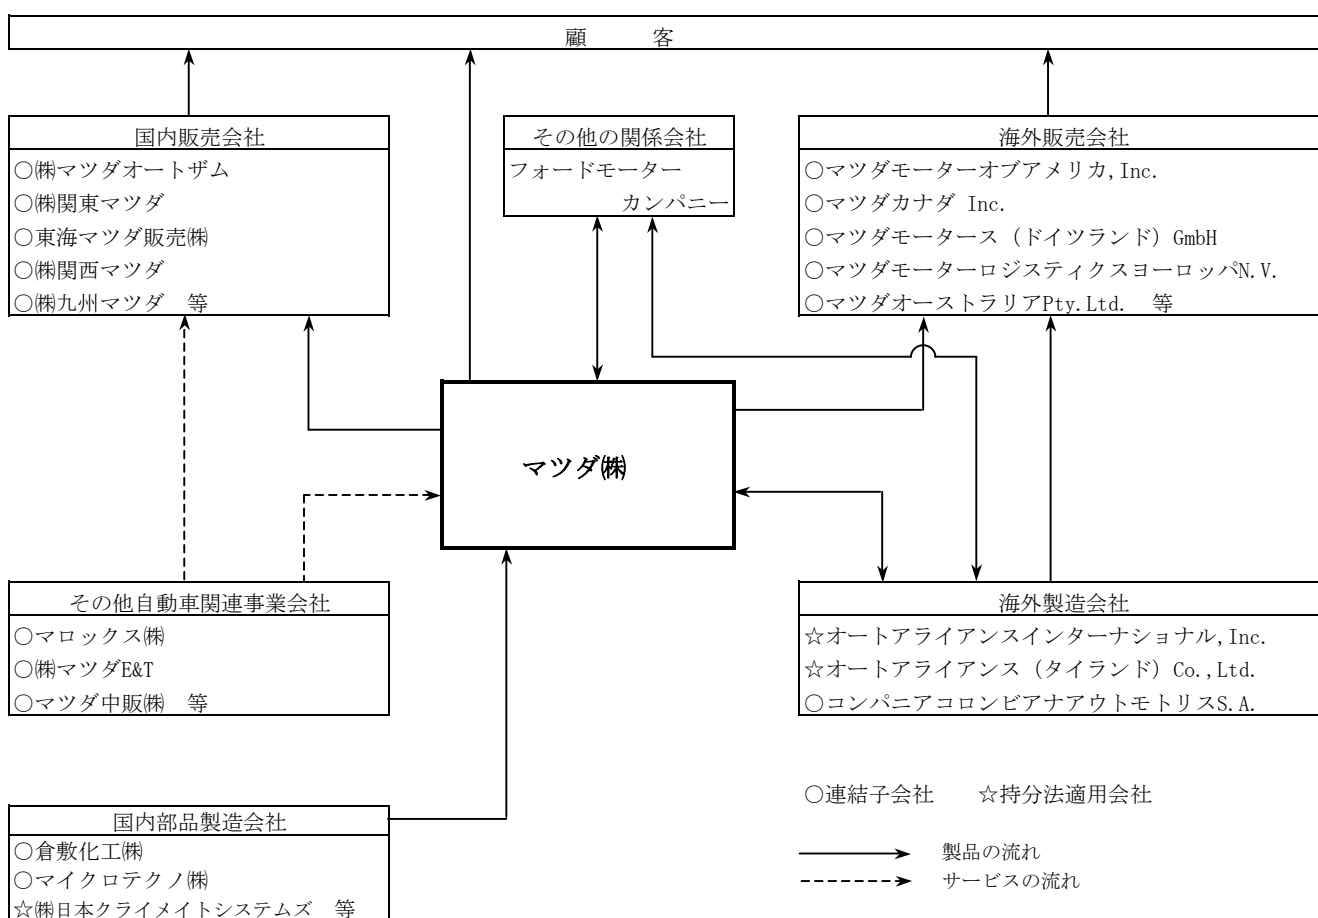 顧　　客
国内販売会社
○㈱マツダオートザム
○㈱関東マツダ
○東海マツダ販売㈱
○㈱関西マツダ
○㈱九州マツダ　等
その他の関係会社
フォードモーター
カンパニー
海外販売会社
○マツダモーターオブアメリカ,Inc.
○マツダカナダ Inc.
○マツダモータース（ドイツランド）GmbH
○マツダモーターロジスティクスヨーロッパN.V.
○マツダオーストラリアPty.Ltd.　等
マツダ㈱
その他自動車関連事業会社
○マロックス㈱
○㈱マツダE&T
○マツダ中販㈱　等
海外製造会社
☆オートアライアンスインターナショナル,Inc.
☆オートアライアンス（タイランド）Co.,Ltd.
○コンパニアコロンビアナアウトモトリスS.A.
国内部品製造会社
○倉敷化工㈱
○マイクロテクノ㈱
☆㈱日本クライメイトシステムズ　等
○連結子会社　　☆持分法適用会社
製品の流れ
サービスの流れ